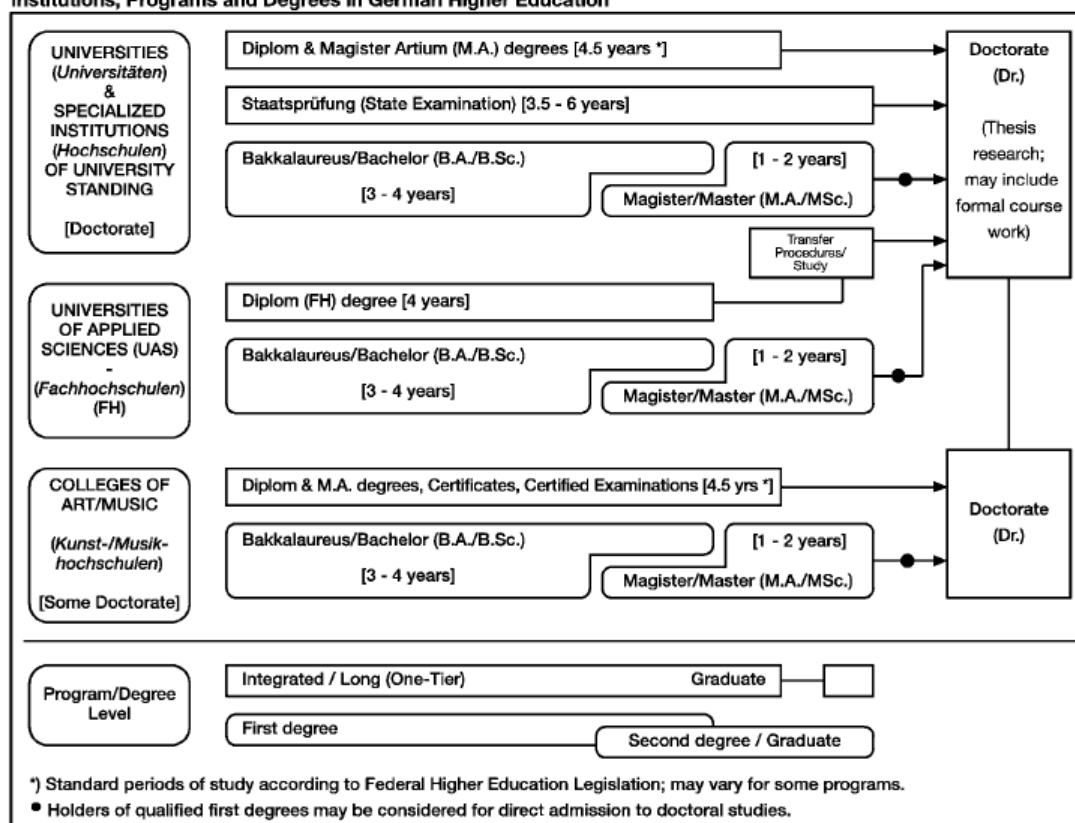 Institutions, Programs and Degrees in German Higher Education
UNIVERSITIES
(Universitäten)
&
SPECIALIZED
INSTITUTIONS
(Hochschulen)
OF UNIVERSITY
STANDING
[Doctorate]
Diplom & Magister Artium (M.A.) degrees [4.5 years *]
Staatsprüfung (State Examination) [3.5 - 6 years]
Bakkalaureus/Bachelor (B.A./B.Sc.)
[3 - 4 years]
[1 - 2 years]
Magister/Master (M.A./MSc.)
Transfer
Procedures/
Study
Doctorate
(Dr.)
(Thesis
research;
may include
formal course
work)
UNIVERSITIES
OF APPLIED
SCIENCES (UAS)
-
(Fachhochschulen)
(FH)
Diplom (FH) degree [4 years]
Bakkalaureus/Bachelor (B.A./B.Sc.)
[3 - 4 years]
[1 - 2 years]
Magister/Master (M.A./MSc.)
COLLEGES OF
ART/MUSIC
(Kunst-/Musik-
hochschulen)
[Some Doctorate]
Diplom & M.A. degrees, Certificates, Certified Examinations [4.5 yrs *]
Bakkalaureus/Bachelor (B.A./B.Sc.)
[3 - 4 years]
[1 - 2 years]
Magister/Master (M.A./MSc.)
Doctorate
(Dr.)
Program/Degree
Level
Integrated / Long (One-Tier) Graduate
First degree
Second degree / Graduate
*) Standard periods of study according to Federal Higher Education Legislation; may vary for some programs.
● Holders of qualified first degrees may be considered for direct admission to doctoral studies.